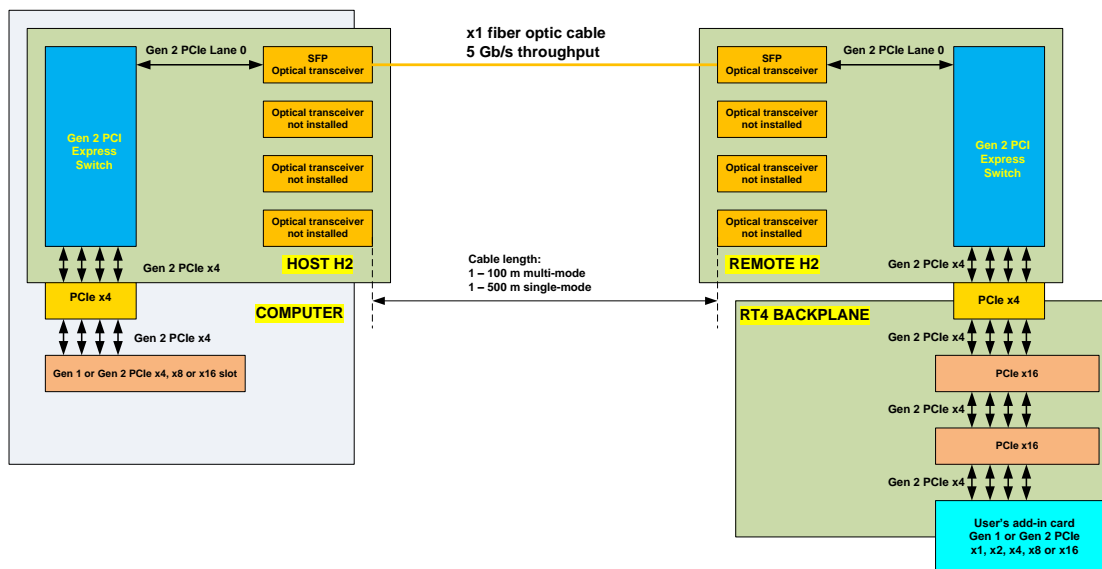 x1 fiber optic cable
5 Gb/s throughput
Gen 2 PCIe Lane 0
SFP
Optical transceiver
Optical transceiver
not installed
Optical transceiver
not installed
Optical transceiver
not installed
Gen 2 PCI
Express
Switch
Gen 2 PCIe x4
HOST H2
PCIe x4
COMPUTER
Gen 2 PCIe x4
Gen 1 or Gen 2 PCIe x4, x8 or x16 slot
Cable length:
1 – 100 m multi-mode
1 – 500 m single-mode
SFP
Optical transceiver
Gen 2 PCIe Lane 0
Optical transceiver
not installed
Optical transceiver
not installed
Optical transceiver
not installed
Gen 2 PCI
Express
Switch
REMOTE H2
Gen 2 PCIe x4
PCIe x4
RT4 BACKPLANE
Gen 2 PCIe x4
PCIe x16
Gen 2 PCIe x4
PCIe x16
Gen 2 PCIe x4
User's add-in card
Gen 1 or Gen 2 PCIe
x1, x2, x4, x8 or x16